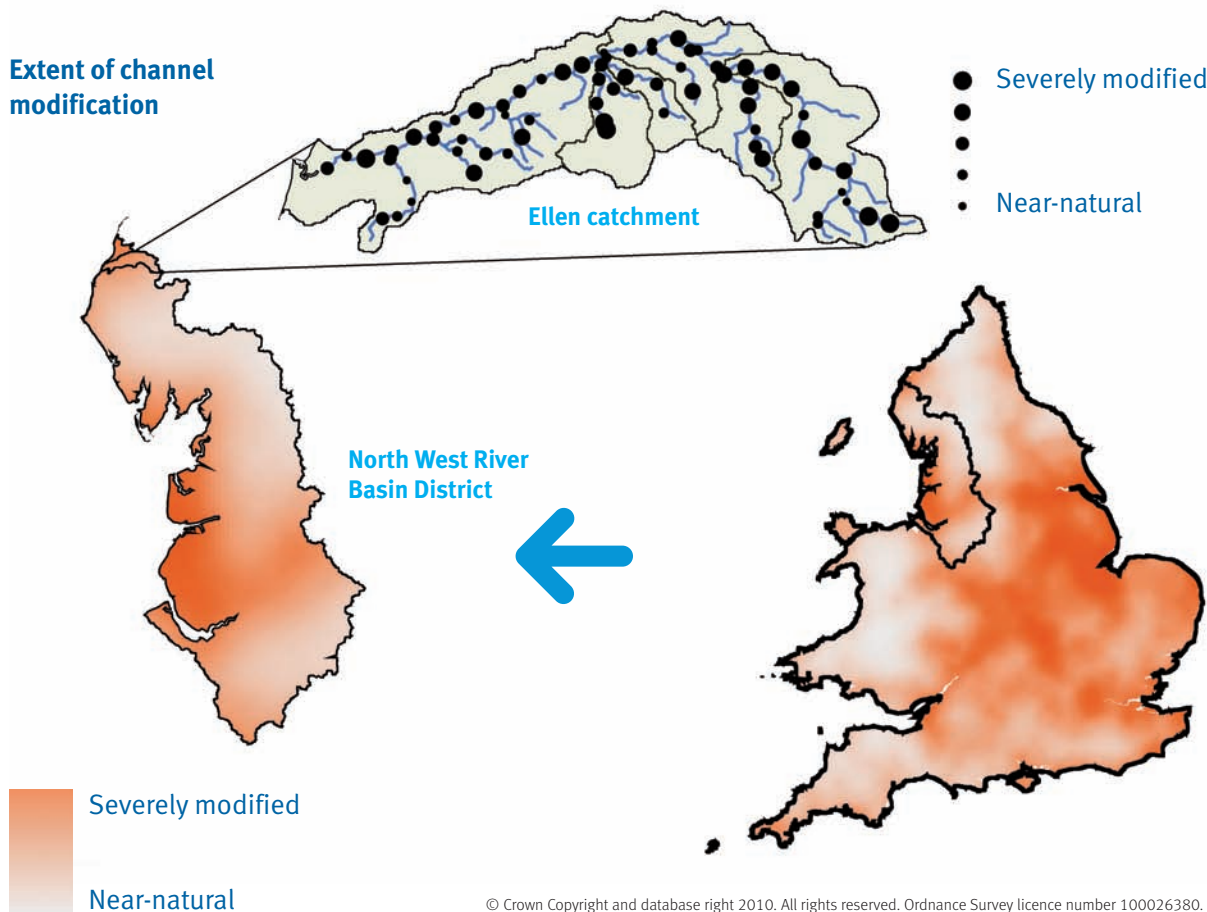 Extent of channel
modification
Severely modified
Near-natural
Ellen catchment
North West River
Basin District
Severely modified
Near-natural
© Crown Copyright and database right 2010. All rights reserved. Ordnance Survey licence number 100026380.